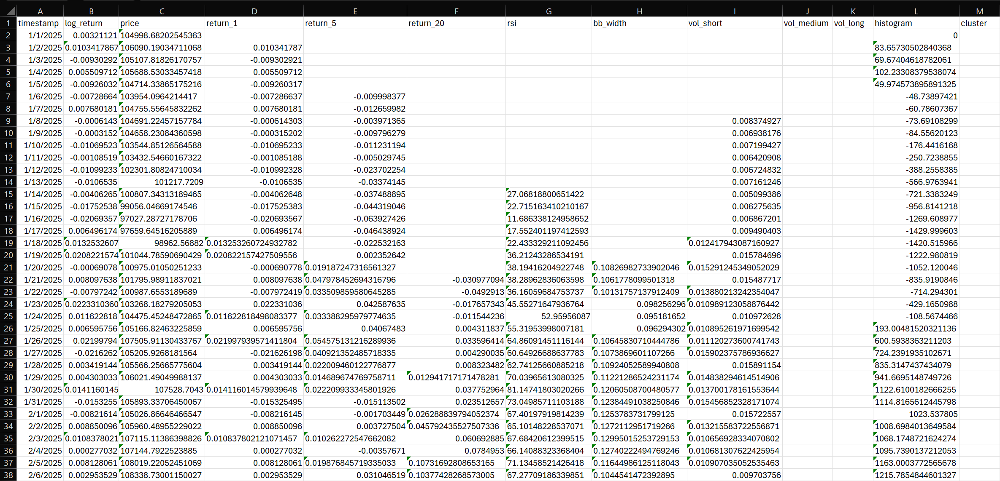 A B C D E F G H I J K L M
1 timestamp log_return price return_1 return_5 return_20 rsi bb_width vol_short vol_medium vol_long histogram cluster
2 1/1/2025 0.00321121 104998.68202545363 0
3 1/2/2025 0.0103417867 106090.19034711068 0.010341787 83.65730502840368
4 1/3/2025 -0.00930292 105107.81826170757 -0.009302921 69.67404618782061
5 1/4/2025 0.005509712 105688.53033457418 0.005509712 102.23308379538074
6 1/5/2025 -0.00926032 104714.33865175216 -0.009260317 49.974573895891325
7 1/6/2025 -0.00728664 103954.0964214417 -0.007286637 -0.009998377 -48.73897421
8 1/7/2025 0.007680181 104755.55645832262 0.007680181 -0.012659982 -60.78607367
9 1/8/2025 -0.0006143 104691.22457157784 -0.000614303 -0.003971365 0.008374927 -73.69108299
10 1/9/2025 -0.0003152 104658.23084360598 -0.000315202 -0.009796279 0.006938176 -84.55620123
11 1/10/2025 -0.01069523 103544.85126564588 -0.010695233 -0.011231194 0.007199427 -176.4416168
12 1/11/2025 -0.00108519 103432.54660167322 -0.001085188 -0.005029745 0.006420908 -250.7238855
13 1/12/2025 -0.01099233 102301.80824710034 -0.010992328 -0.023702254 0.006724832 -388.2558385
14 1/13/2025 -0.0106535 101217.7209 -0.0106535 -0.03374145 0.007161246 -566.9763941
15 1/14/2025 -0.00406265 100807.34313189465 -0.004062648 -0.037488895 27.06818800651422 0.005099386 -721.3383249
16 1/15/2025 -0.01752538 99056.04669174546 -0.017525383 -0.044319046 22.715163410210167 0.006275635 -956.8141218
17 1/16/2025 -0.02069357 97027.28727178706 -0.020693567 -0.063927426 11.686338124958652 0.006867201 -1269.608977
18 1/17/2025 0.006496174 97659.64516205889 0.006496174 -0.046438924 17.552401197412593 0.009490403 -1429.999603
19 1/18/2025 0.0132532607 98962.56882 0.013253260724932782 -0.022532163 22.433329211092456 0.012417943087160927 -1420.515966
20 1/19/2025 0.0208221574 101044.78590690429 0.020822157427509556 0.002352642 36.21243286534191 0.015784696 -1222.980819
21 1/20/2025 -0.00069078 100975.01050251233 -0.000690778 0.019187247316561327 38.19416204922748 0.10826982733902046 0.015291245349052029 -1052.120046
22 1/21/2025 0.008097638 101795.98911837021 0.008097638 0.047978452694316796 -0.030977094 38.28962836063598 0.1061778099501318 0.015487717 -835.9190846
23 1/22/2025 -0.00797242 100987.6553189689 -0.007972419 0.033509859580645285 -0.0492913 36.16059684753737 0.10131757137912409 0.013880213242354047 -714.294301
24 1/23/2025 0.0223310360 103268.18279205053 0.022331036 0.042587635 -0.017657343 45.55271647936764 0.098256296 0.010989123058876442 -429.1650988
25 1/24/2025 0.011622818 104475.45248472865 0.011622818498083377 0.033388295979774635 -0.011544236 52.95956087 0.095181652 0.010972628 -108.5674466
26 1/25/2025 0.006595756 105166.82463225859 0.006595756 0.04067483 0.004311837 55.31953998007181 0.096294302 0.010895261971699542 193.00481520321136
27 1/26/2025 0.02199794 107505.91130433767 0.021997939571411804 0.054575131216289936 0.033596414 64.86091451116144 0.10645830710444786 0.011120273600741743 600.5938363211203
28 1/27/2025 -0.0216262 105205.9268181564 -0.021626198 0.040921352485718335 0.004290035 60.64926688637783 0.1073869601107266 0.015902375786936627 724.2391935102671
29 1/28/2025 0.003419144 105566.25665775604 0.003419144 0.022009460122776877 0.008323482 62.74125660885218 0.10924052589940808 0.015891154 835.3147437434079
30 1/29/2025 0.004303033 106021.49049988137 0.004303033 0.014689674769758711 0.012941717171478281 70.03965613080325 0.11221286524231174 0.014838294614514906 941.6695148749726
31 1/30/2025 0.0141160145 107528.7043 0.014116014579939648 0.022209933345801926 0.037752964 81.14741803020266 0.12060508700480577 0.013700178161553644 1122.6100182666255
32 1/31/2025 -0.0153255 105893.33706450067 -0.015325495 -0.015113502 0.023512657 73.04985711103188 0.12384491038250846 0.015456852328171074 1114.8165612445798
33 2/1/2025 -0.00821614 105026.86646466547 -0.008216145 -0.001703449 0.026288839794052374 67.40197919814239 0.1253783731799125 0.015722557 1023.537805
34 2/2/2025 0.008850096 105960.48955229022 0.008850096 0.003727504 0.045792435527507336 65.10148228537071 0.1272112951719266 0.013215583722556871 1008.6984013649584
35 2/3/2025 0.0108378021 107115.11386398826 0.010837802121071457 0.010262272547662082 0.060692885 67.68420612399515 0.12995015253729153 0.010656928334070802 1068.1748721624274
36 2/4/2025 0.000277032 107144.7922523885 0.000277032 -0.00357671 0.0784953 66.14088323368404 0.12740222494769246 0.010681307622425954 1095.7390137212053
37 2/5/2025 0.008128061 108019.22052451069 0.008128061 0.019876845719335033 0.10731692808653165 71.13458521426418 0.11644986125118043 0.010907035052535463 1163.0003772565678
38 2/6/2025 0.002953529 108338.73001150027 0.002953529 0.031046519 0.10377428268573005 67.27709186339851 0.1044541472392895 0.009703756 1215.7854844601327